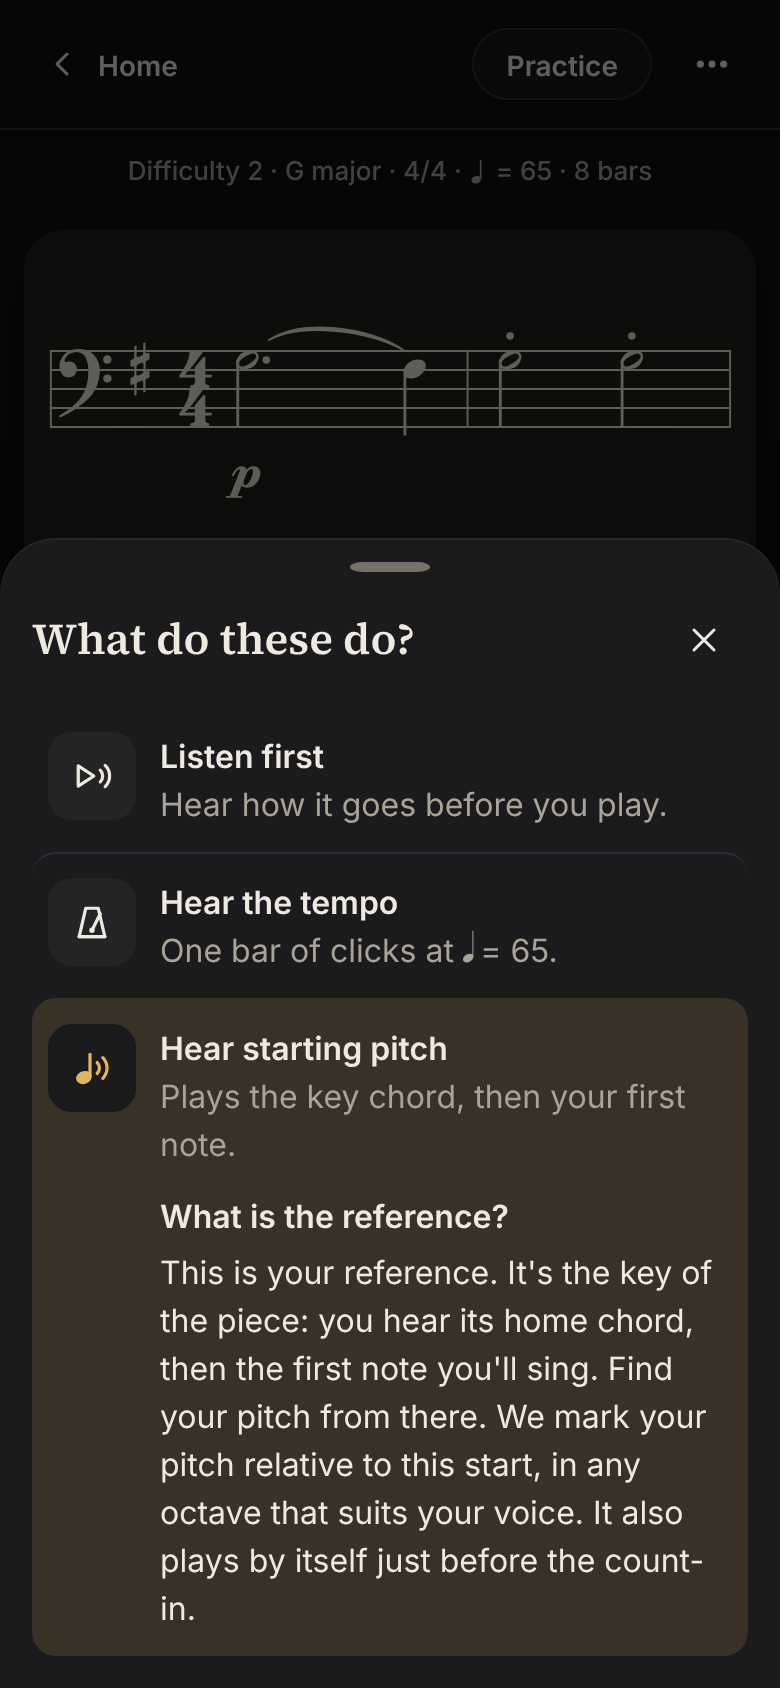 Home
Practice
Difficulty 2 · G major · 4/4 · ♩ = 65 · 8 bars
4
4
p
What do these do?
Listen first
Hear how it goes before you play.
Hear the tempo
One bar of clicks at ♩= 65.
Hear starting pitch
Plays the key chord, then your first
note.
What is the reference?
This is your reference. It's the key of
the piece: you hear its home chord,
then the first note you'll sing. Find
your pitch from there. We mark your
pitch relative to this start, in any
octave that suits your voice. It also
plays by itself just before the count-
in.